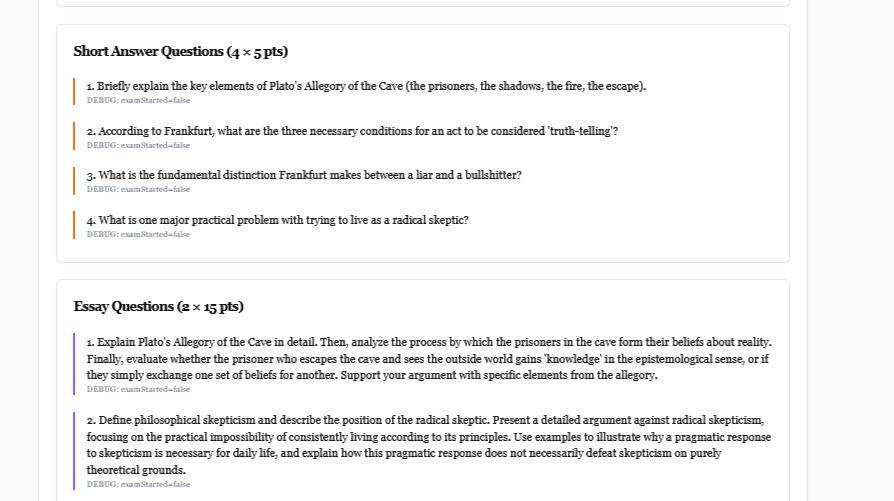 Short Answer Questions (4 × 5 pts)
1. Briefly explain the key elements of Plato's Allegory of the Cave (the prisoners, the shadows, the fire, the escape).
DEBUG: examStarted=false
2. According to Frankfurt, what are the three necessary conditions for an act to be considered 'truth-telling'?
DEBUG: examStarted=false
3. What is the fundamental distinction Frankfurt makes between a liar and a bullshitter?
DEBUG: examStarted=false
4. What is one major practical problem with trying to live as a radical skeptic?
DEBUG: examStarted=false
Essay Questions (2 × 15 pts)
1. Explain Plato's Allegory of the Cave in detail. Then, analyze the process by which the prisoners in the cave form their beliefs about reality.
Finally, evaluate whether the prisoner who escapes the cave and sees the outside world gains 'knowledge' in the epistemological sense, or if
they simply exchange one set of beliefs for another. Support your argument with specific elements from the allegory.
DEBUG: examStarted=false
2. Define philosophical skepticism and describe the position of the radical skeptic. Present a detailed argument against radical skepticism,
focusing on the practical impossibility of consistently living according to its principles. Use examples to illustrate why a pragmatic response
to skepticism is necessary for daily life, and explain how this pragmatic response does not necessarily defeat skepticism on purely
theoretical grounds.
DEBUG: examStarted=false